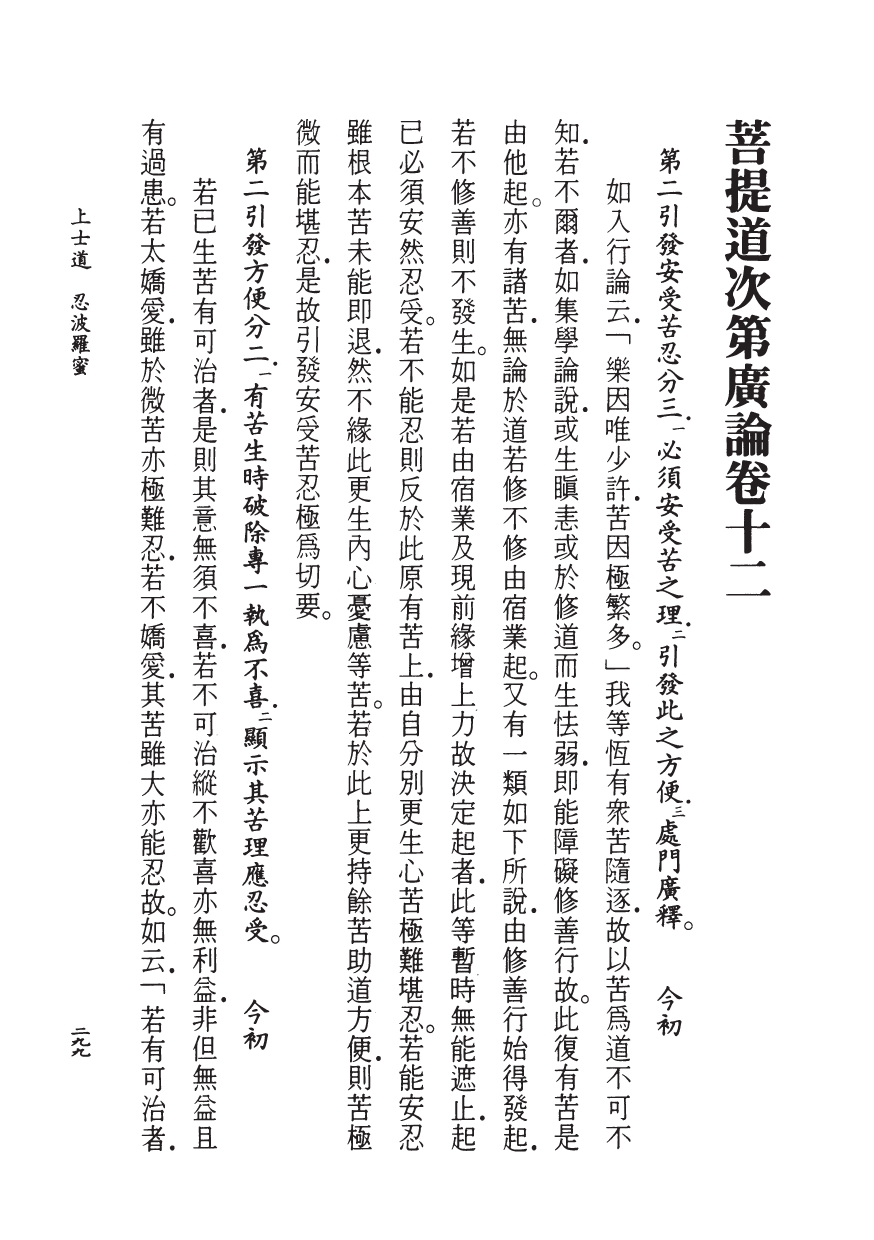 菩提道次第廣論卷十二
第二引發安受苦忍分三．一必須安受苦之理．二引發此之方便．三處門廣釋。　今初
如入行論云．「樂因唯少許．苦因極繁多。」我等恆有衆苦隨逐．故以苦爲道不可不
知．若不爾者．如集學論說．或生瞋恚或於修道而生怯弱．即能障礙修善行故。此復有苦是
由他起。亦有諸苦．無論於道若修不修由宿業起。又有一類如下所說．由修善行始得發起．
若不修善則不發生。如是若由宿業及現前緣增上力故決定起者．此等暫時無能遮止．起
已必須安然忍受。若不能忍則反於此原有苦上．由自分別更生心苦極難堪忍。若能安忍
雖根本苦未能即退．然不緣此更生內心憂慮等苦。若於此上更持餘苦助道方便．則苦極
微而能堪忍．是故引發安受苦忍極爲切要。
第二引發方便分二．一有苦生時破除專一執爲不喜．二顯示其苦理應忍受。　今初
若已生苦有可治者．是則其意無須不喜．若不可治縱不歡喜亦無利益．非但無益且
有過患。若太嬌愛．雖於微苦亦極難忍．若不嬌愛．其苦雖大亦能忍故。如云．「若有可治者．
上士道　忍波羅蜜
二九九